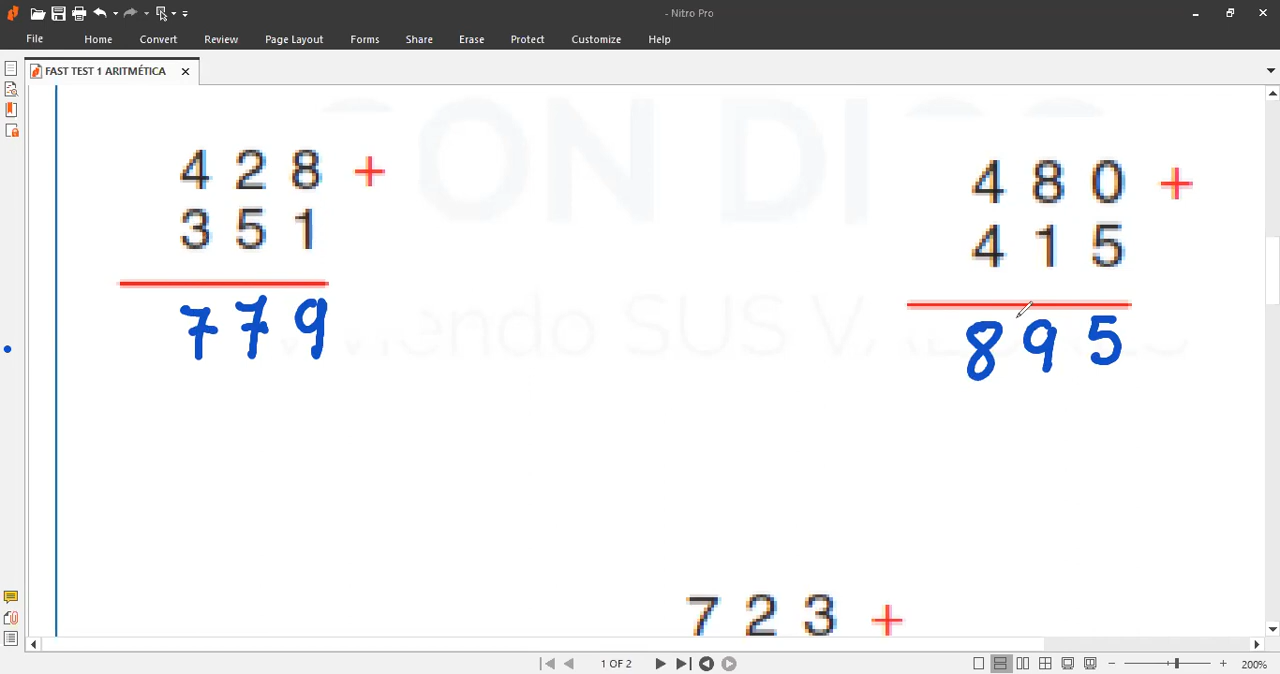 - Nitro Pro
File Home Convert Review Page Layout Forms Share Erase Protect Customize Help
FAST TEST 1 ARITMÉTICA
4 2 8 +
3 5 1
7 7 9
4 8 0 +
4 1 5
8 9 5
7 2 3 +
1 OF 2
200%